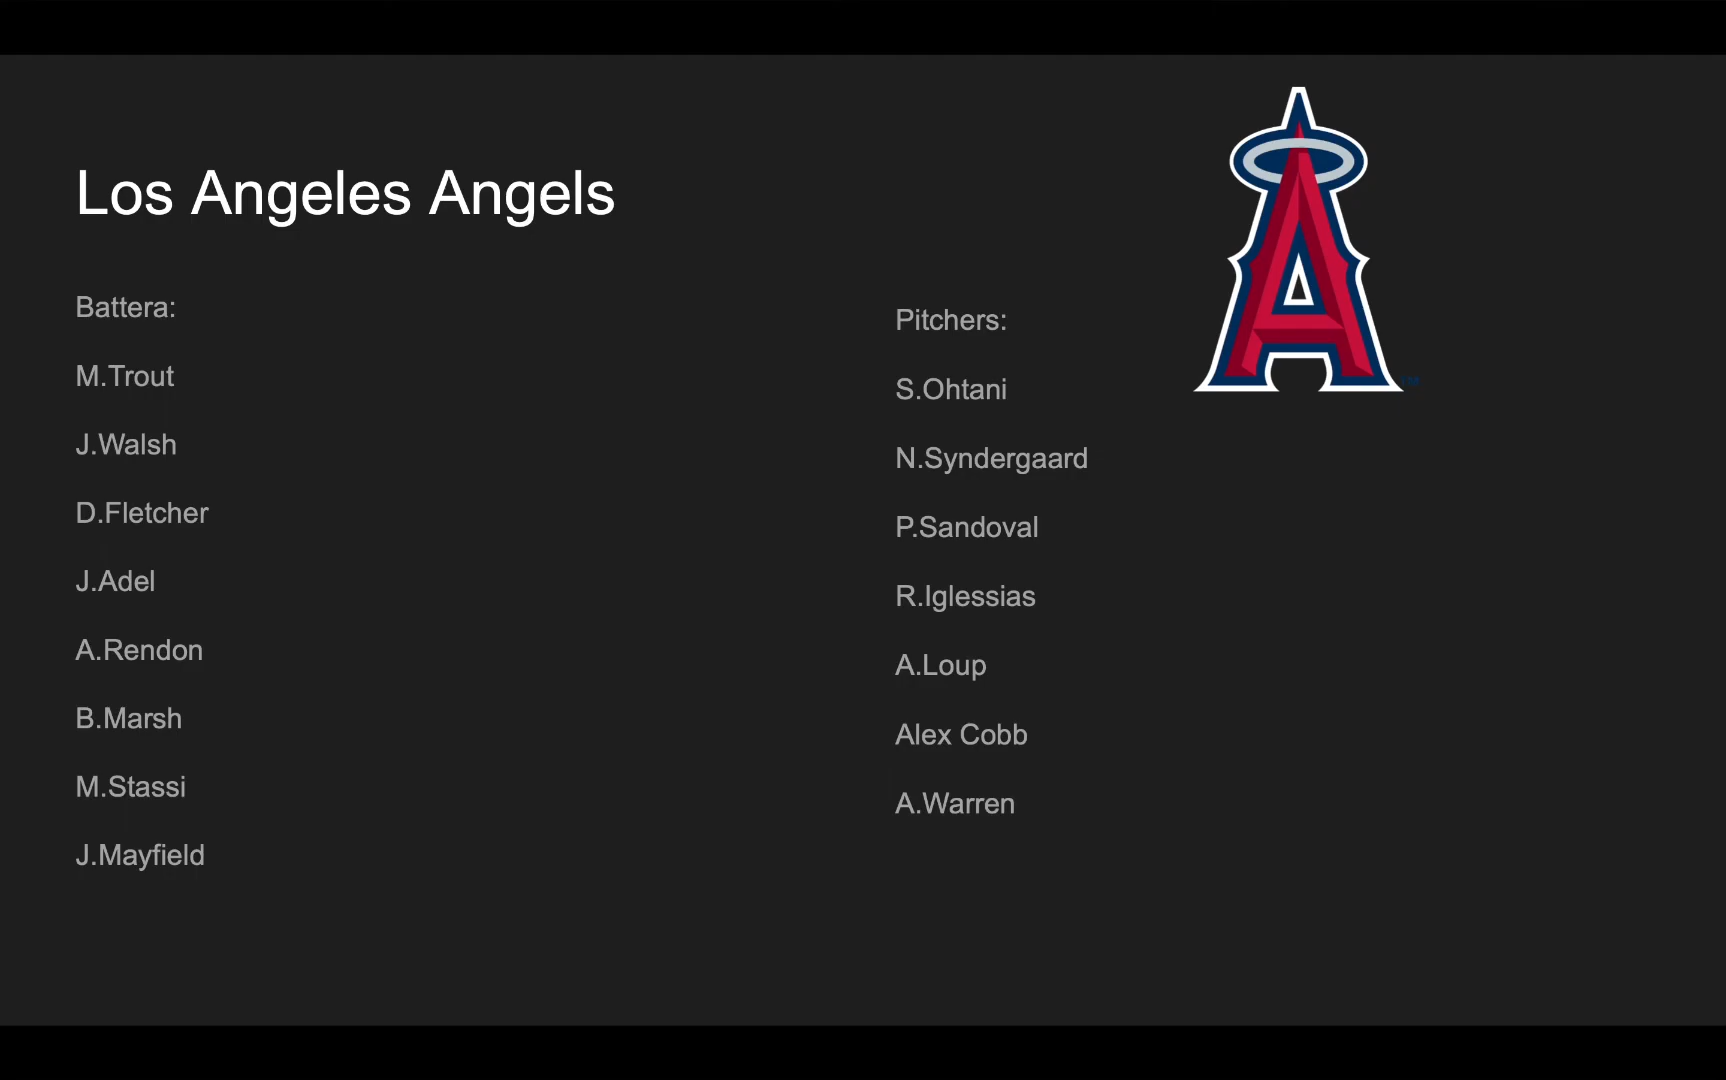 Los Angeles Angels
Battera:
M.Trout
J.Walsh
D.Fletcher
J.Adel
A.Rendon
B.Marsh
M.Stassi
J.Mayfield
Pitchers:
S.Ohtani
N.Syndergaard
P.Sandoval
R.Iglessias
A.Loup
Alex Cobb
A.Warren
A
TM